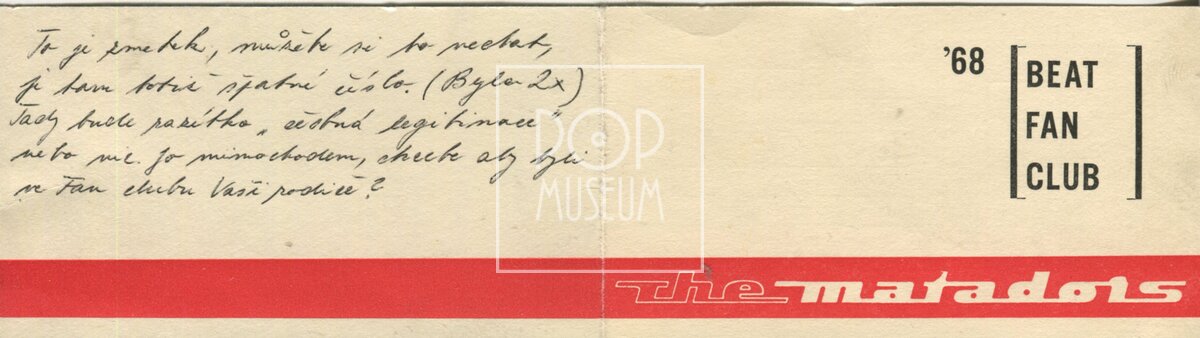 To je zmetek, můžete si to nechat,
je tam totiž špatné číslo. (Byla 2x)
Tady bude razítko „čestná legitimace"
nebo nic. Jo mimochodem, chcete aby byli
ve Fan clubu Vaši rodiče?
'68
BEAT
FAN
CLUB
POP
MUSEUM
the matadors